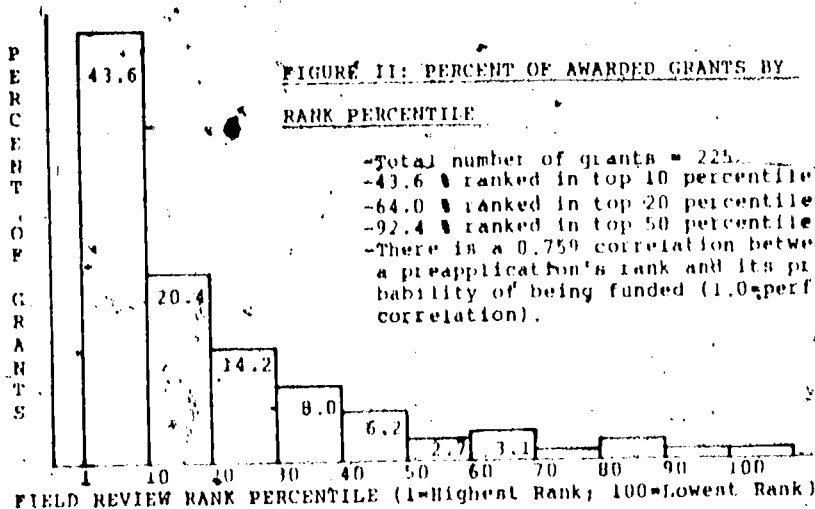 PERCENT OF GRANTS
FIGURE II: PERCENT OF AWARDED GRANTS BY
RANK PERCENTILE
-Total number of grants = 225.
-43.6 % ranked in top 10 percentile
-64.0 % ranked in top 20 percentile
-92.4 % ranked in top 50 percentile
-There is a 0.759 correlation betwe
a preapplication's rank and its pr
bability of being funded (1.0=perf
correlation).
43.6
20.4
14.2
8.0
6.2
2.7
3.1
1 10 20 30 40 50 60 70 80 90 100
FIELD REVIEW RANK PERCENTILE (1=Highest Rank; 100=Lowest Rank)